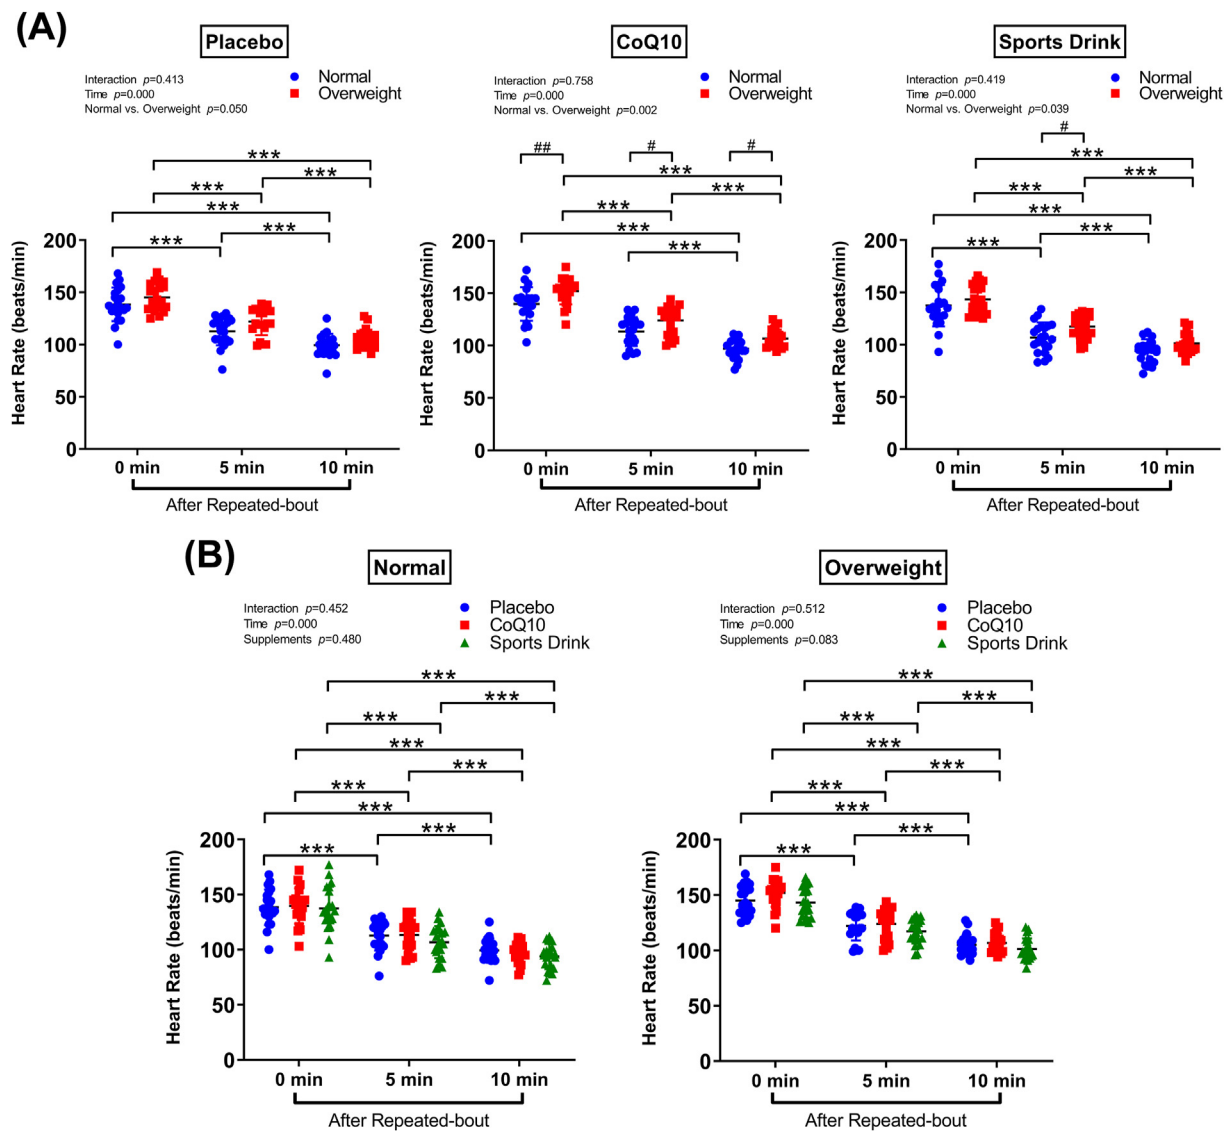 (A)
Placebo
Interaction p=0.413
Time p=0.000
Normal vs. Overweight p=0.050
Normal
Overweight
***
***
***
***
***
***
Heart Rate (beats/min)
200
150
100
50
0
0 min
5 min
10 min
After Repeated-bout
CoQ10
Interaction p=0.758
Time p=0.000
Normal vs. Overweight p=0.002
Normal
Overweight
##
#
#
***
***
***
***
***
Heart Rate (beats/min)
200
150
100
50
0
0 min
5 min
10 min
After Repeated-bout
Sports Drink
Interaction p=0.419
Time p=0.000
Normal vs. Overweight p=0.039
Normal
Overweight
#
***
***
***
***
***
***
Heart Rate (beats/min)
200
150
100
50
0
0 min
5 min
10 min
After Repeated-bout
(B)
Normal
Interaction p=0.452
Time p=0.000
Supplements p=0.480
Placebo
CoQ10
Sports Drink
***
***
***
***
***
***
***
***
***
Heart Rate (beats/min)
200
150
100
50
0
0 min
5 min
10 min
After Repeated-bout
Overweight
Interaction p=0.512
Time p=0.000
Supplements p=0.083
Placebo
CoQ10
Sports Drink
***
***
***
***
***
***
***
***
***
Heart Rate (beats/min)
200
150
100
50
0
0 min
5 min
10 min
After Repeated-bout